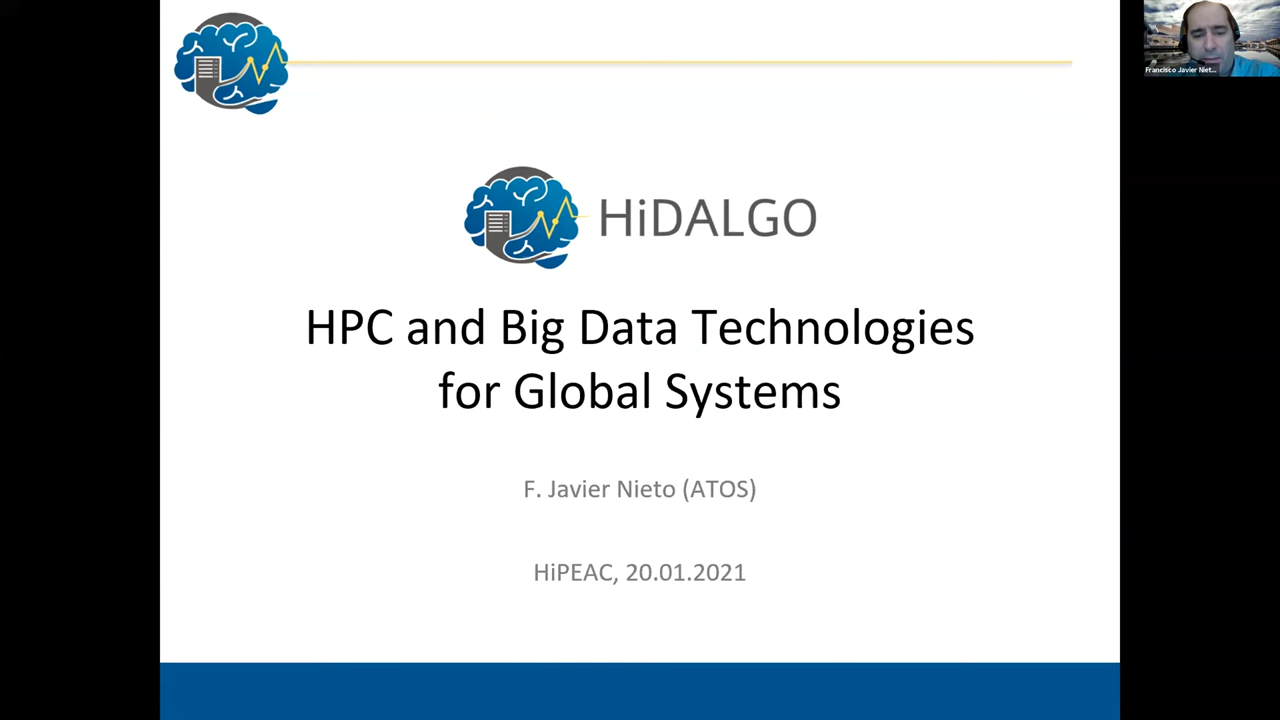 Francisco Javier Niet...
HiDALGO
HPC and Big Data Technologies
for Global Systems
F. Javier Nieto (ATOS)
HiPEAC, 20.01.2021